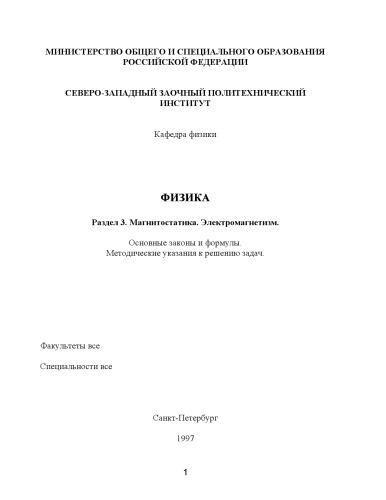 МИНИСТЕРСТВО ОБЩЕГО И СПЕЦИАЛЬНОГО ОБРАЗОВАНИЯ
РОССИЙСКОЙ ФЕДЕРАЦИИ
СЕВЕРО-ЗАПАДНЫЙ ЗАОЧНЫЙ ПОЛИТЕХНИЧЕСКИЙ
ИНСТИТУТ
Кафедра физики
ФИЗИКА
Раздел 3. Магнитостатика. Электромагнетизм.
Основные законы и формулы.
Методические указания к решению задач.
Факультеты все
Специальности все
Санкт-Петербург
1997
1